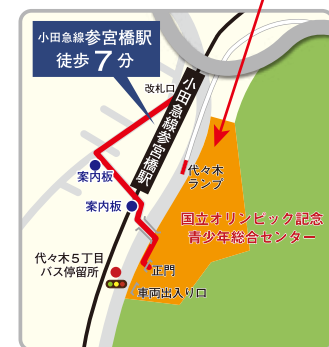 小田急線参宮橋駅
徒歩7分
改札口
小田急線参宮橋駅
代々木
ランプ
案内板
案内板
国立オリンピック記念
青少年総合センター
代々木5丁目
バス停留所
正門
車両出入り口